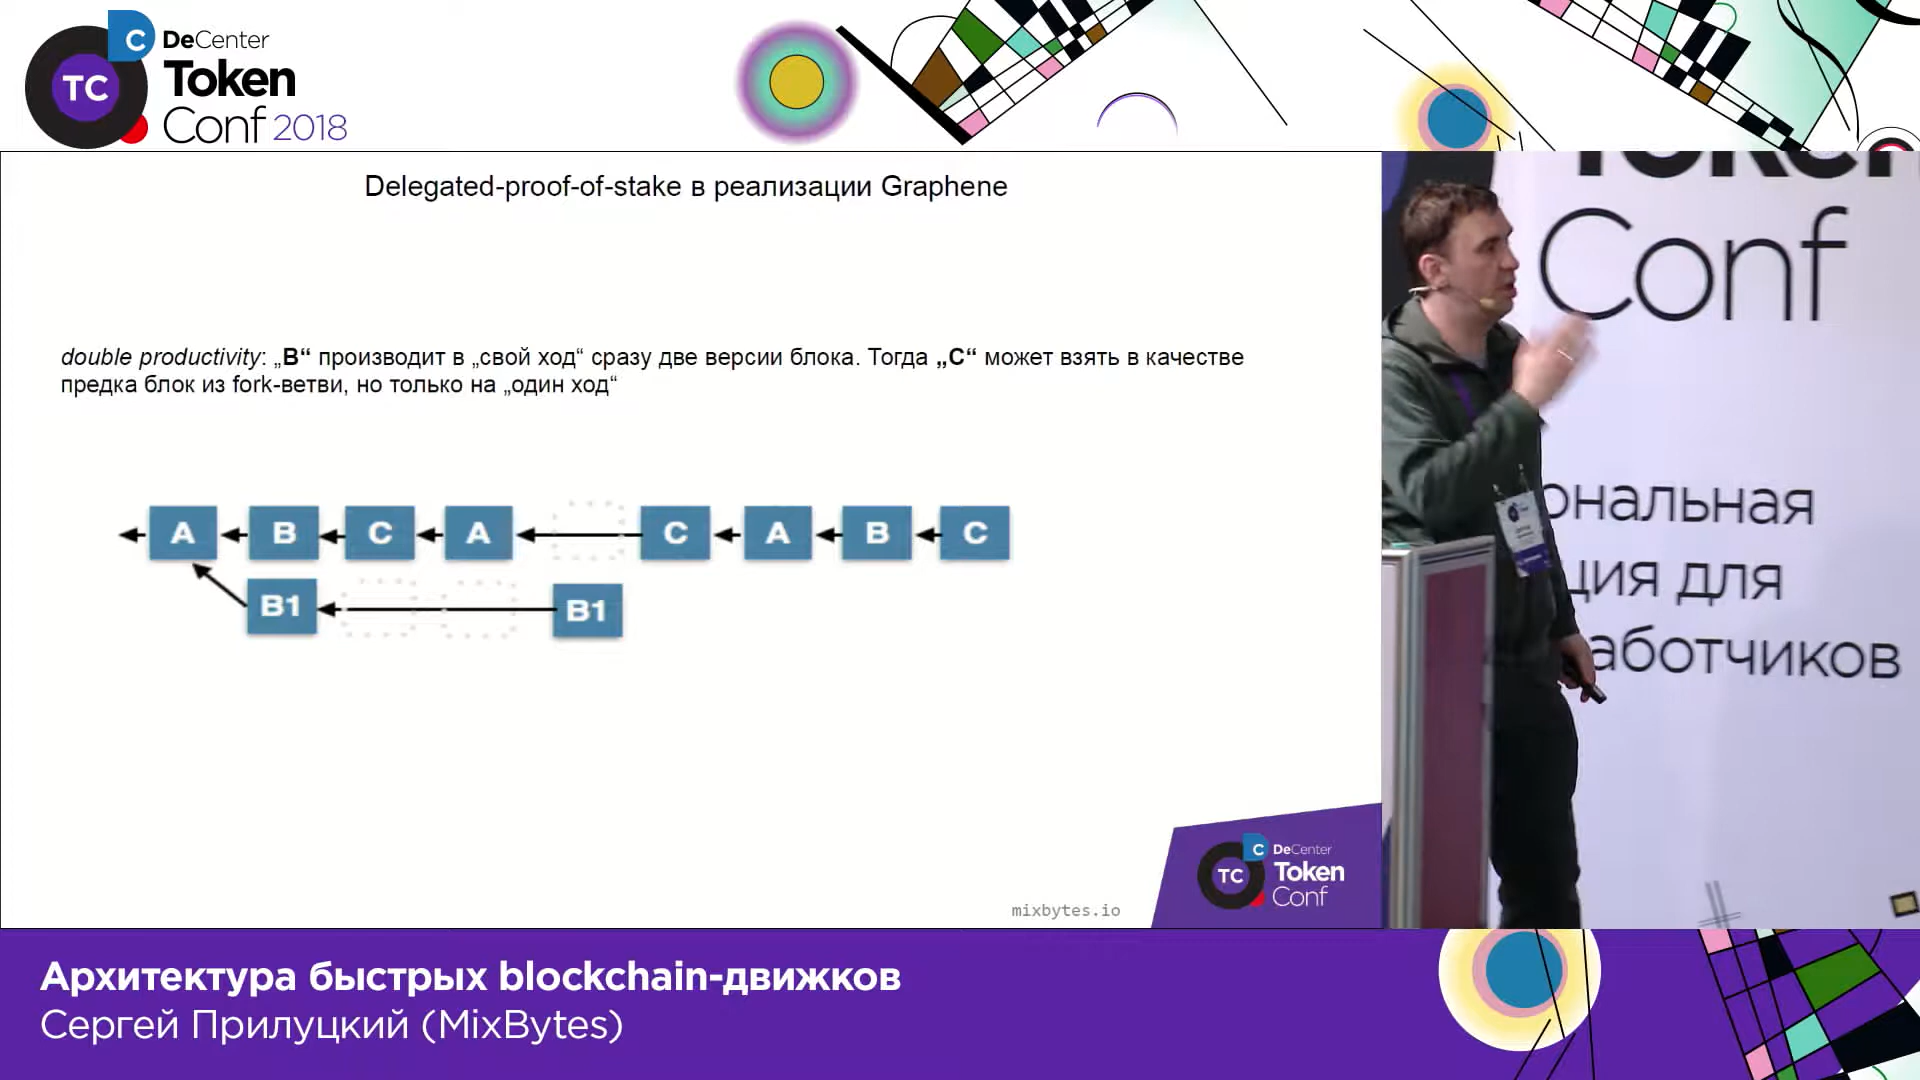 C
DeCenter
TC
Token
Conf 2018
Delegated-proof-of-stake в реализации Graphene
double productivity: „B“ производит в „свой ход“ сразу две версии блока. Тогда „C“ может взять в качестве
предка блок из fork-ветви, но только на „один ход“
A B C A C A B C
B1 B1
C DeCenter
TC Token
Conf
mixbytes.io
Conf
ональная
ция для
аботчиков
Архитектура быстрых blockchain-движков
Сергей Прилуцкий (MixBytes)